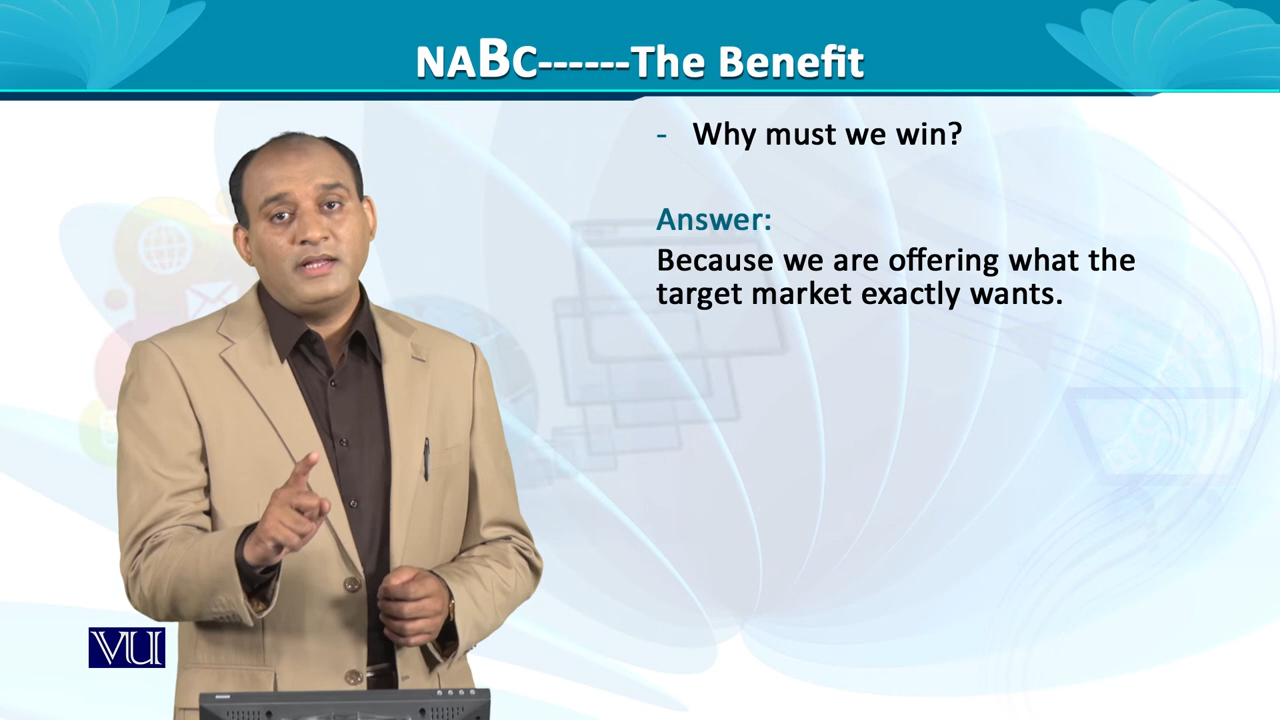 NABC------The Benefit
- Why must we win?
Answer:
Because we are offering what the
target market exactly wants.
VU